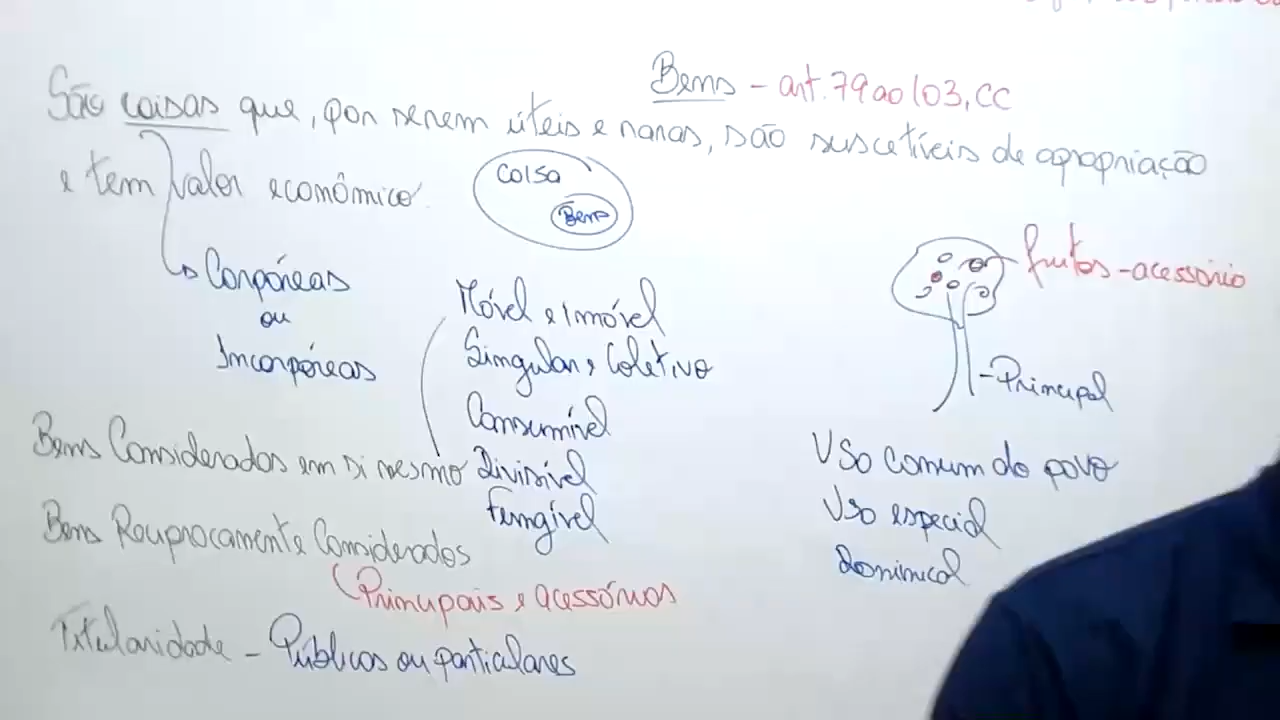 Bens - art. 79 ao 103, CC
São coisas que, por serem úteis e raras, são suscetíveis de apropriação
e tem valor econômico.
Coisa
Bem
Corpóreas
ou
Incorpóreas
Móvel e Imóvel
Singular e Coletivo
Consumível
Bens Considerados em si mesmo
Divisível
Fungível
Bens Reciprocamente Considerados
Principais e acessórios
Titularidade - Públicos ou particulares
frutos - acessório
- Principal
Uso comum do povo
Uso especial
Dominical